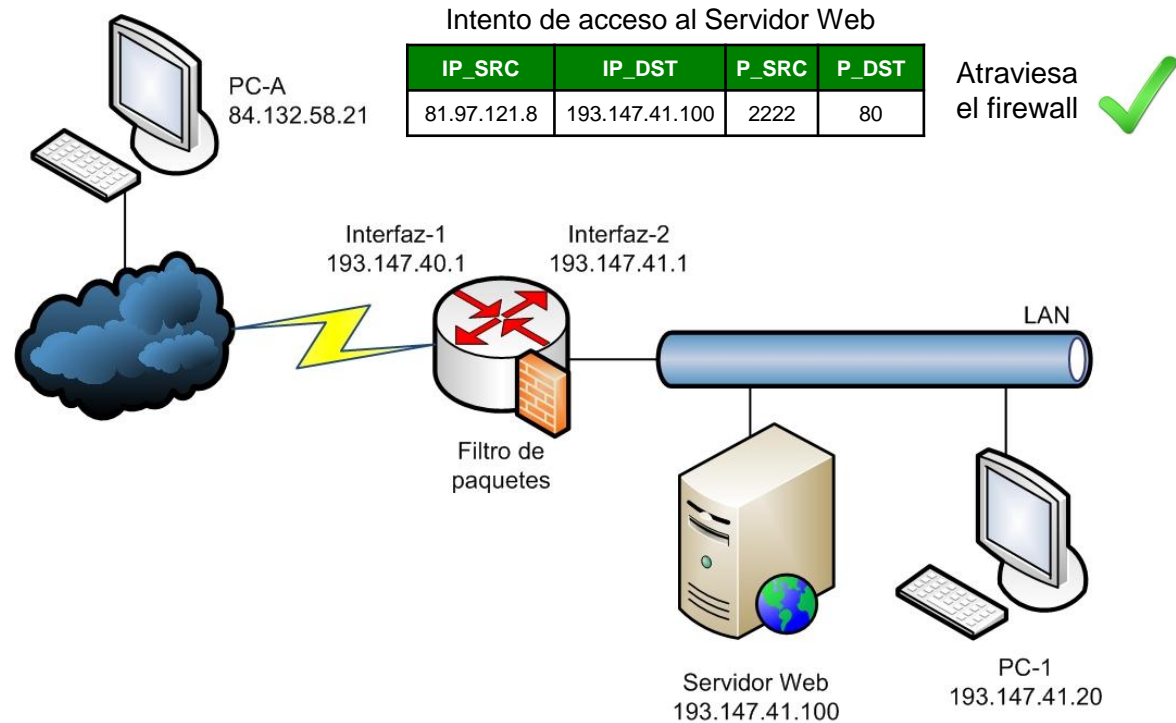 Intento de acceso al Servidor Web
IP_SRC IP_DST P_SRC P_DST
81.97.121.8 193.147.41.100 2222 80
Atraviesa
el firewall
PC-A
84.132.58.21
Interfaz-1
193.147.40.1
Interfaz-2
193.147.41.1
LAN
Filtro de
paquetes
Servidor Web
193.147.41.100
PC-1
193.147.41.20